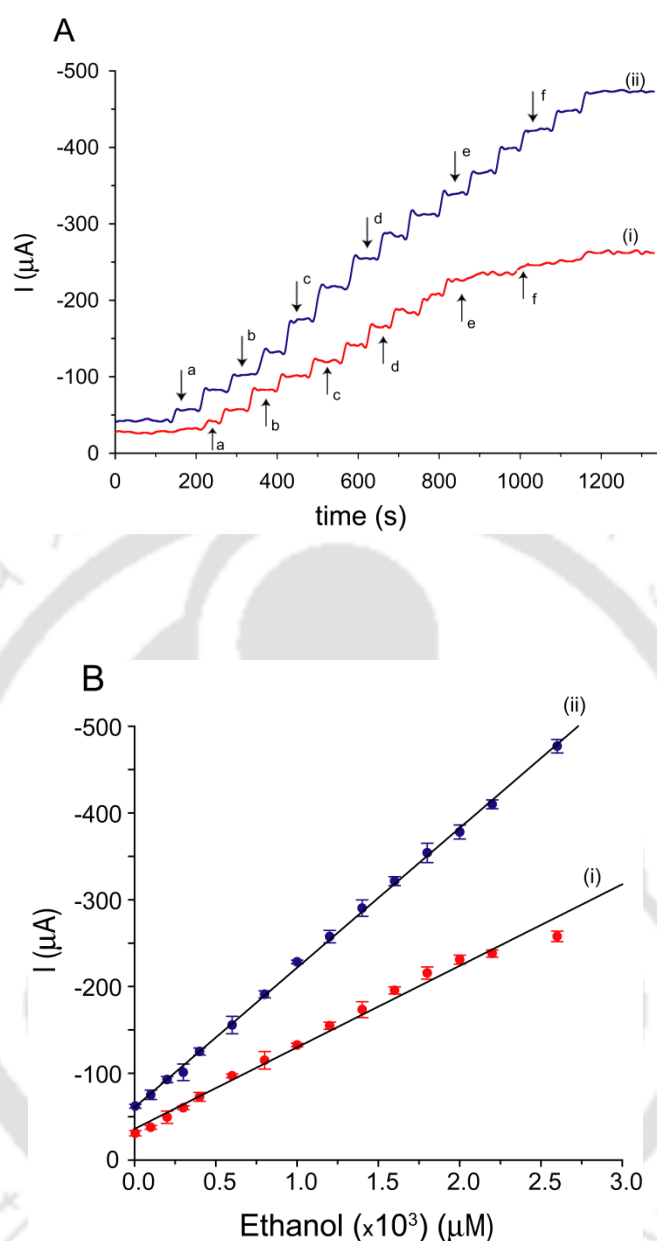 A
-500
-400
-300
-200
-100
0
I (μA)
0 200 400 600 800 1000 1200
time (s)
(ii)
(i)
a b c d e f
a b c d e f
B
-500
-400
-300
-200
-100
0
I (μA)
0.0 0.5 1.0 1.5 2.0 2.5 3.0
Ethanol (x10³) (μM)
(ii)
(i)